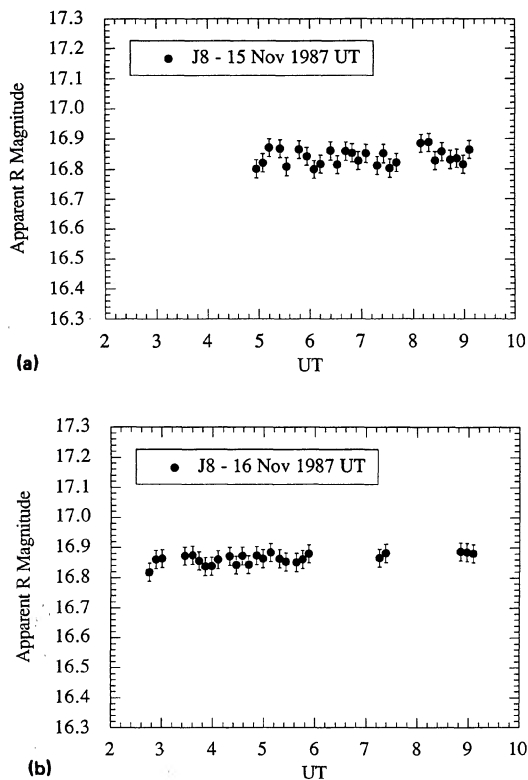 17.3
17.2
17.1
17.0
16.9
16.8
16.7
16.6
16.5
16.4
16.3
Apparent R Magnitude
J8 - 15 Nov 1987 UT
2 3 4 5 6 7 8 9 10
UT
(a)
17.3
17.2
17.1
17.0
16.9
16.8
16.7
16.6
16.5
16.4
16.3
Apparent R Magnitude
J8 - 16 Nov 1987 UT
2 3 4 5 6 7 8 9 10
UT
(b)